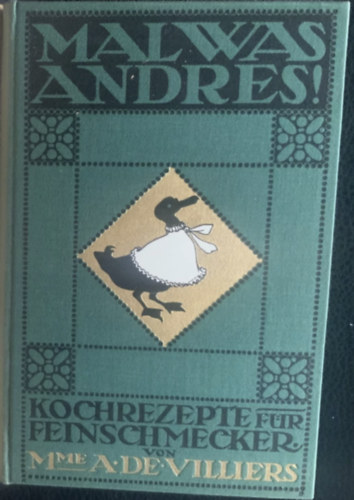 MAL WAS
ANDRES!
KOCHREZEPTE FÜR
FEINSCHMECKER
VON
MME A·DE·VILLIERS